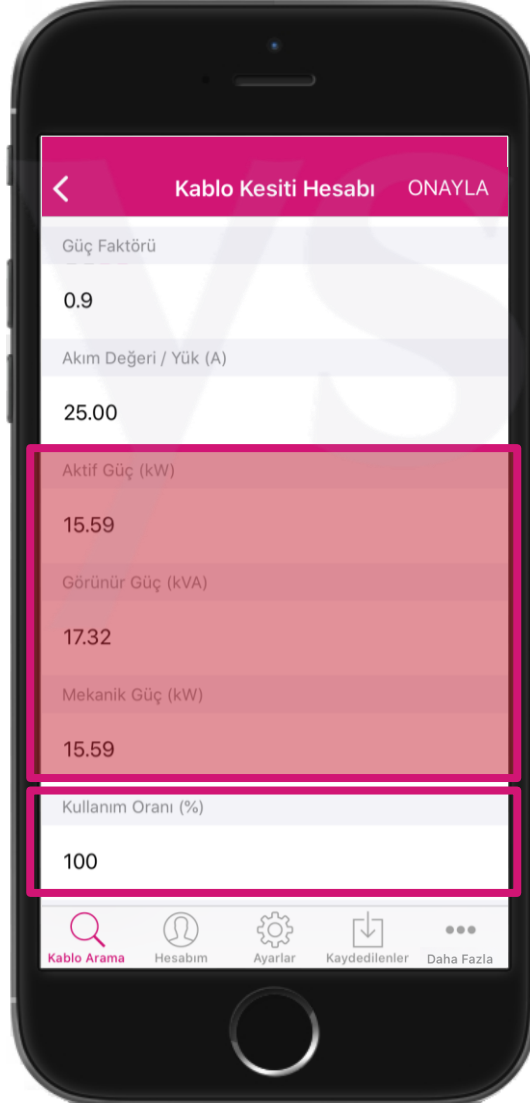 Kablo Kesiti Hesabı ONAYLA
Güç Faktörü
0.9
Akım Değeri / Yük (A)
25.00
Aktif Güç (kW)
15.59
Görünür Güç (kVA)
17.32
Mekanik Güç (kW)
15.59
Kullanım Oranı (%)
100
Kablo Arama Hesabım Ayarlar Kaydedilenler Daha Fazla